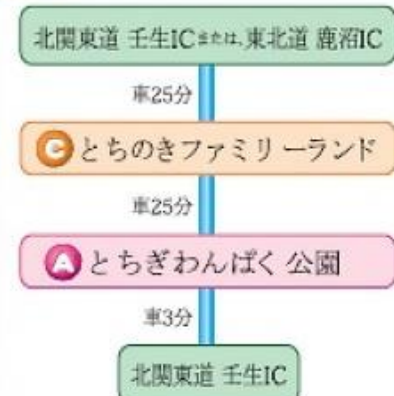 北関東道 壬生ICまたは、東北道 鹿沼IC
車25分
C とちのきファミリーランド
車25分
A とちぎわんぱく公園
車3分
北関東道 壬生IC